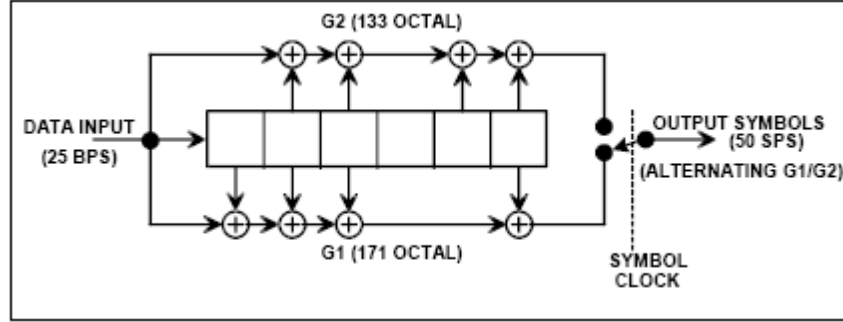 G2 (133 OCTAL)
DATA INPUT
(25 BPS)
OUTPUT SYMBOLS
(50 SPS)
(ALTERNATING G1/G2)
G1 (171 OCTAL)
SYMBOL
CLOCK